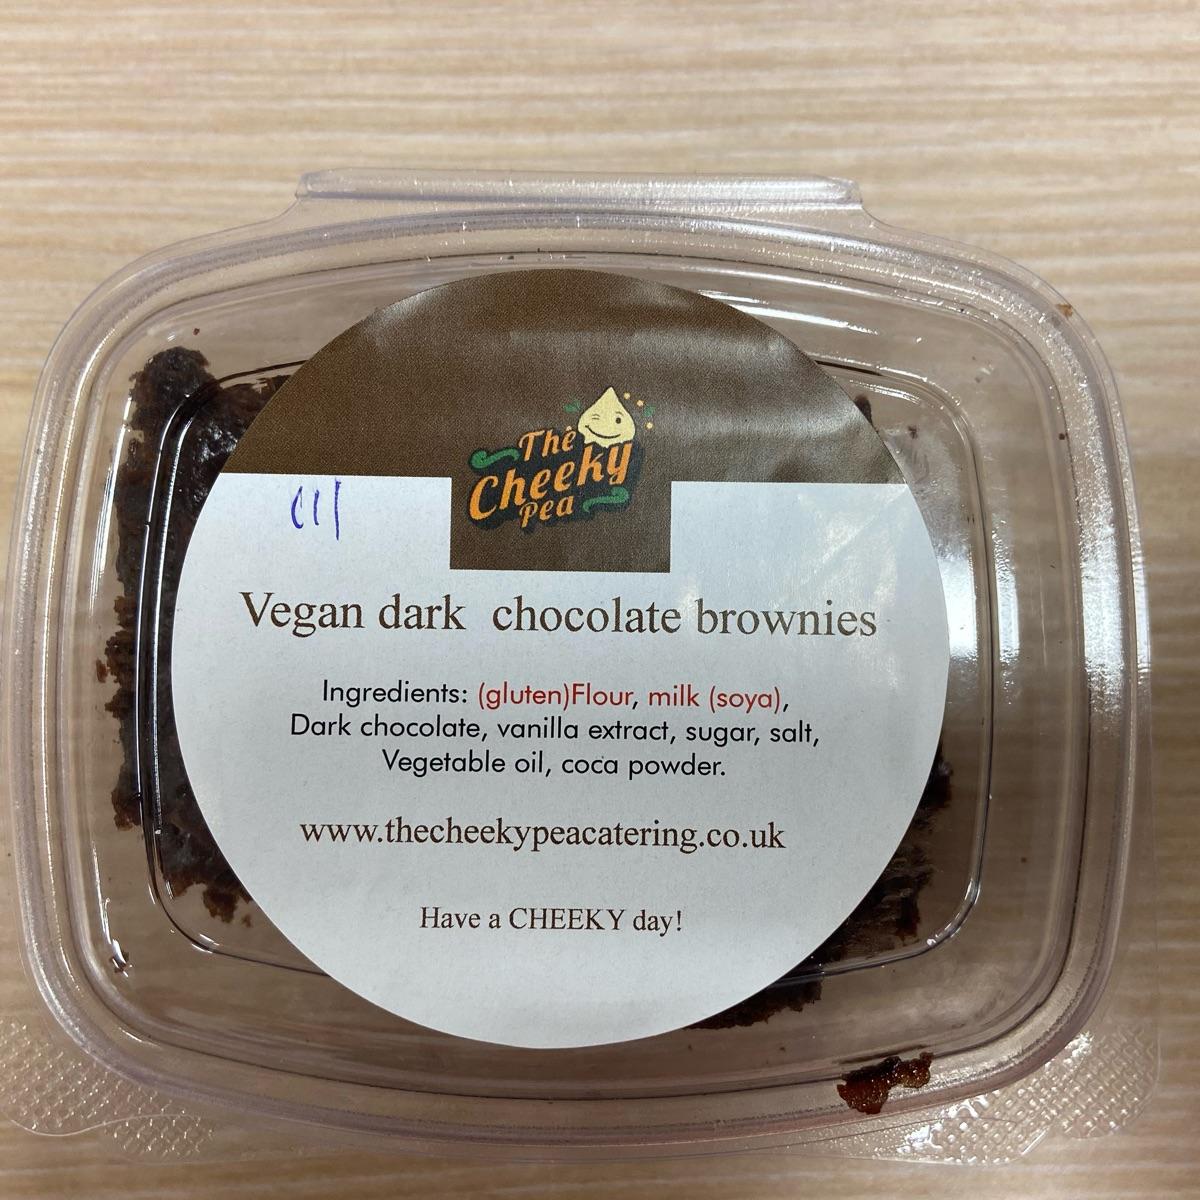 The
Cheeky
Pea
Vegan dark chocolate brownies
Ingredients: (gluten)Flour, milk (soya),
Dark chocolate, vanilla extract, sugar, salt,
Vegetable oil, coca powder.
www.thecheekypeacatering.co.uk
Have a CHEEKY day!